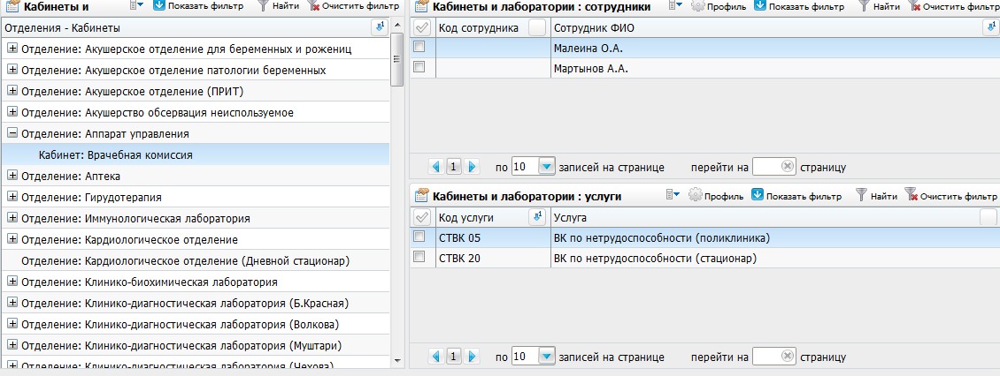 Кабинеты и
Показать фильтр
Найти
Очистить фильтр
Отделения - Кабинеты
Отделение: Акушерское отделение для беременных и рожениц
Отделение: Акушерское отделение патологии беременных
Отделение: Акушерское отделение (ПРИТ)
Отделение: Акушерство обсервация неиспользуемое
Отделение: Аппарат управления
Кабинет: Врачебная комиссия
Отделение: Аптека
Отделение: Гирудотерапия
Отделение: Иммунологическая лаборатория
Отделение: Кардиологическое отделение
Отделение: Кардиологическое отделение (Дневной стационар)
Отделение: Клинико-биохимическая лаборатория
Отделение: Клинико-диагностическая лаборатория (Б.Красная)
Отделение: Клинико-диагностическая лаборатория (Волкова)
Отделение: Клинико-диагностическая лаборатория (Муштари)
Отделение: Клинико-диагностическая лаборатория (Чехова)
Кабинеты и лаборатории : сотрудники
Профиль
Показать фильтр
Найти
Очистить фильтр
Код сотрудника Сотрудник ФИО
Малеина О.А.
Мартынов А.А.
1 по 10 записей на странице перейти на страницу
Кабинеты и лаборатории : услуги
Профиль
Показать фильтр
Найти
Очистить фильтр
Код услуги Услуга
СТВК 05 ВК по нетрудоспособности (поликлиника)
СТВК 20 ВК по нетрудоспособности (стационар)
1 по 10 записей на странице перейти на страницу